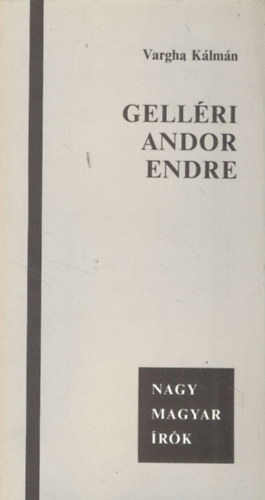 Vargha Kálmán
GELLÉRI
ANDOR
ENDRE
NAGY
MAGYAR
ÍRÓK